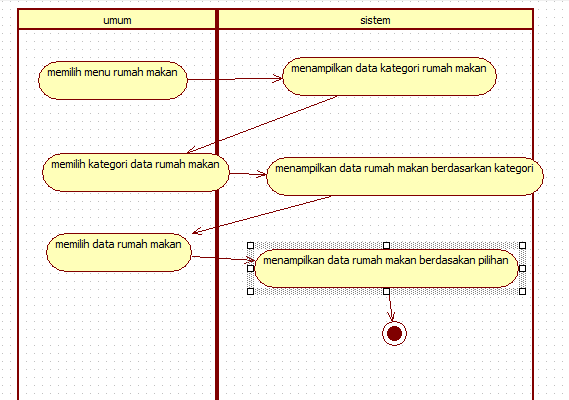 umum
sistem
memilih menu rumah makan
menampilkan data kategori rumah makan
memilih kategori data rumah makan
menampilkan data rumah makan berdasarkan kategori
memilih data rumah makan
menampilkan data rumah makan berdasakan pilihan